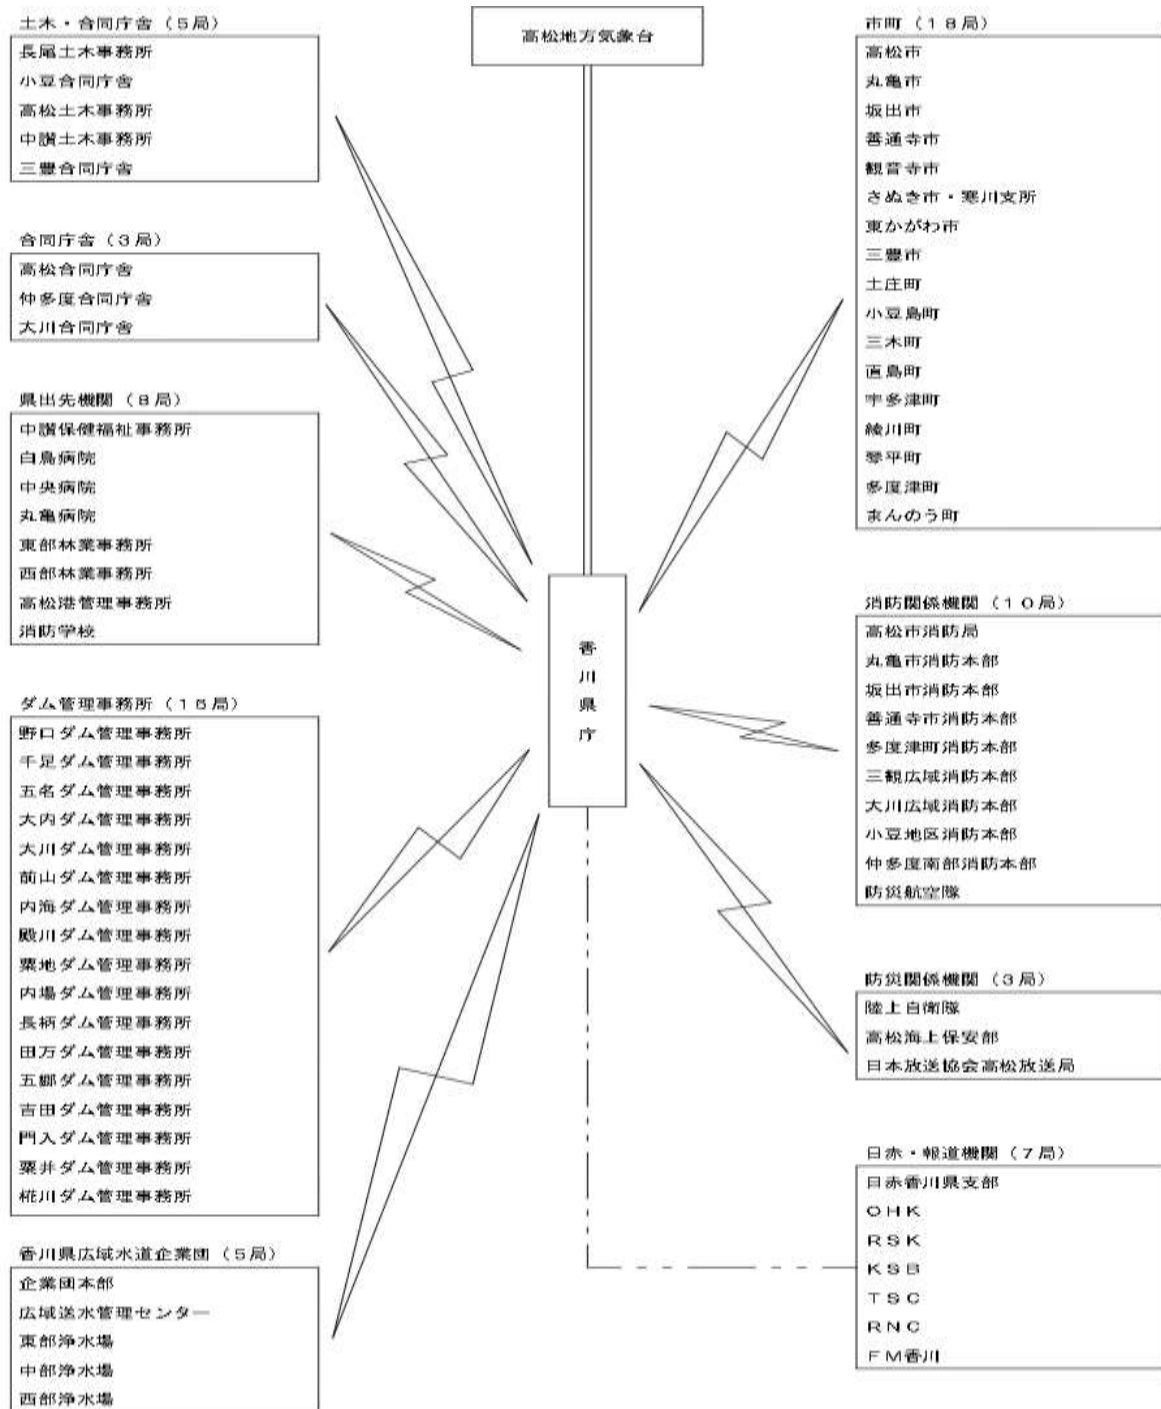 土木・合同庁舎（5局）
長尾土木事務所
小豆合同庁舎
高松土木事務所
中讃土木事務所
三豊合同庁舎
合同庁舎（3局）
高松合同庁舎
仲多度合同庁舎
大川合同庁舎
県出先機関（8局）
中讃保健福祉事務所
白鳥病院
中央病院
丸亀病院
東部林業事務所
西部林業事務所
高松港管理事務所
消防学校
ダム管理事務所（16局）
野口ダム管理事務所
千足ダム管理事務所
五名ダム管理事務所
大内ダム管理事務所
大川ダム管理事務所
前山ダム管理事務所
内海ダム管理事務所
殿川ダム管理事務所
粟地ダム管理事務所
内場ダム管理事務所
長柄ダム管理事務所
田万ダム管理事務所
五郷ダム管理事務所
吉田ダム管理事務所
門入ダム管理事務所
粟井ダム管理事務所
椛川ダム管理事務所
香川県広域水道企業団（5局）
企業団本部
広域送水管理センター
東部浄水場
中部浄水場
西部浄水場
高松地方気象台
香川県庁
市町（18局）
高松市
丸亀市
坂出市
善通寺市
観音寺市
さぬき市・寒川支所
東かがわ市
三豊市
土庄町
小豆島町
三木町
直島町
宇多津町
綾川町
琴平町
多度津町
まんのう町
消防関係機関（10局）
高松市消防局
丸亀市消防本部
坂出市消防本部
善通寺市消防本部
多度津町消防本部
三観広域消防本部
大川広域消防本部
小豆地区消防本部
仲多度南部消防本部
防災航空隊
防災関係機関（3局）
陸上自衛隊
高松海上保安部
日本放送協会高松放送局
日赤・報道機関（7局）
日赤香川県支部
OHK
RSK
KSB
TSC
RNC
FM香川